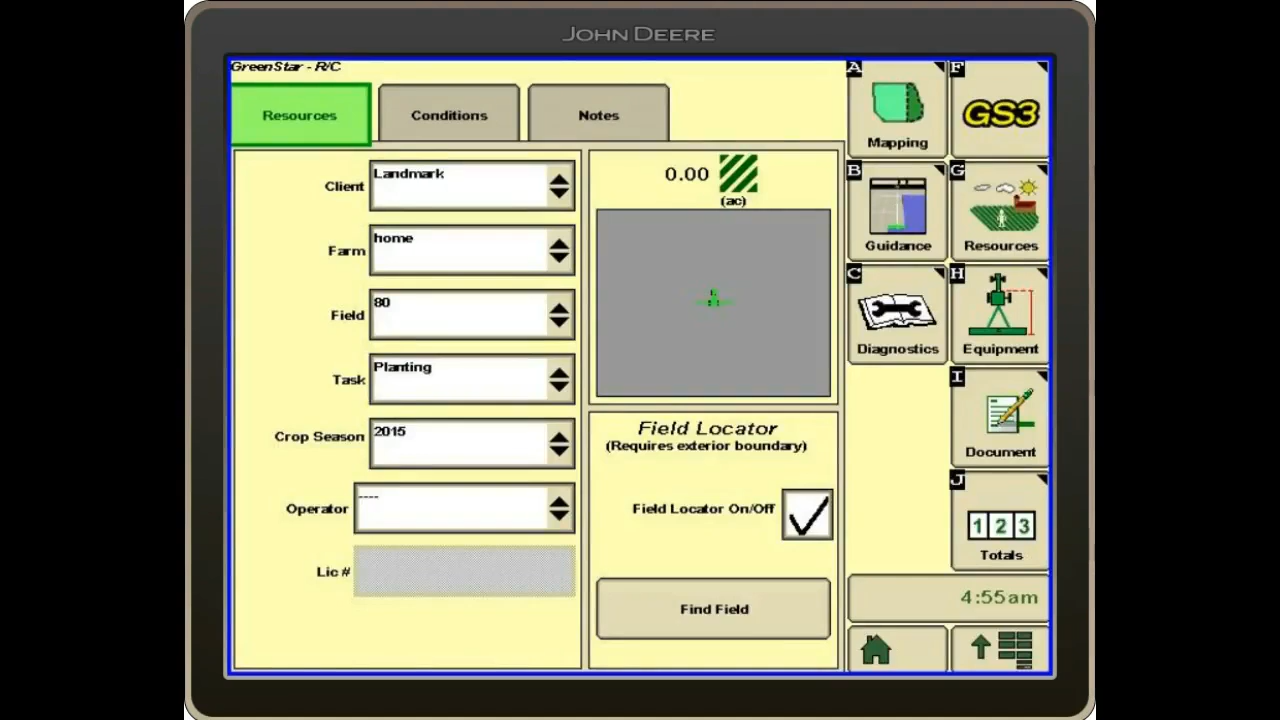 JOHN DEERE
GreenStar - R/C
Resources
Conditions
Notes
Client
Landmark
Farm
home
Field
80
Task
Planting
Crop Season
2015
Operator
----
Lic #
0.00
(ac)
Field Locator
(Requires exterior boundary)
Field Locator On/Off
Find Field
A
Mapping
F
GS3
B
Guidance
G
Resources
C
Diagnostics
H
Equipment
I
Document
J
1 2 3
Totals
4:55am